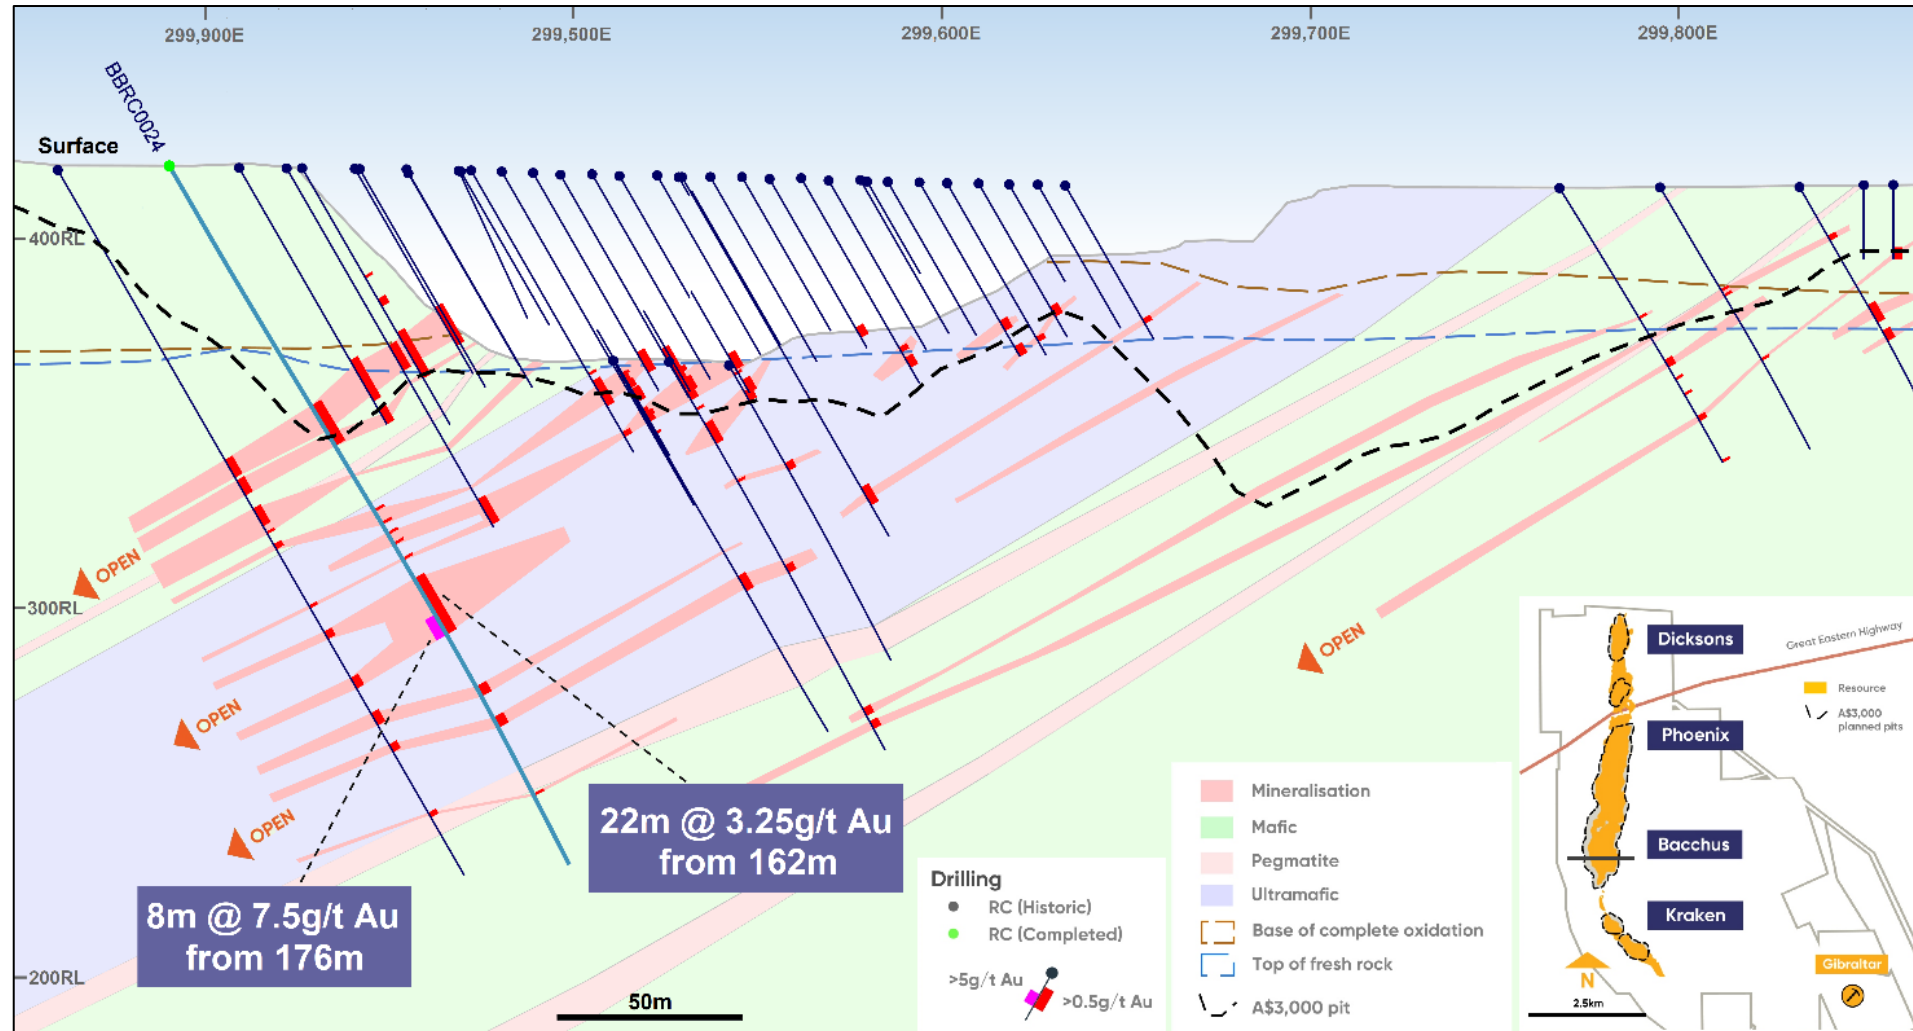 299,900E
299,500E
299,600E
299,700E
299,800E
BBRC0024
Surface
400RL
300RL
200RL
OPEN
OPEN
OPEN
OPEN
22m @ 3.25g/t Au
from 162m
8m @ 7.5g/t Au
from 176m
50m
Drilling
RC (Historic)
RC (Completed)
>5g/t Au
>0.5g/t Au
Mineralisation
Mafic
Pegmatite
Ultramafic
Base of complete oxidation
Top of fresh rock
A$3,000 pit
Dicksons
Great Eastern Highway
Resource
A$3,000
planned pits
Phoenix
Bacchus
Kraken
Gibraltar
N
2.5km